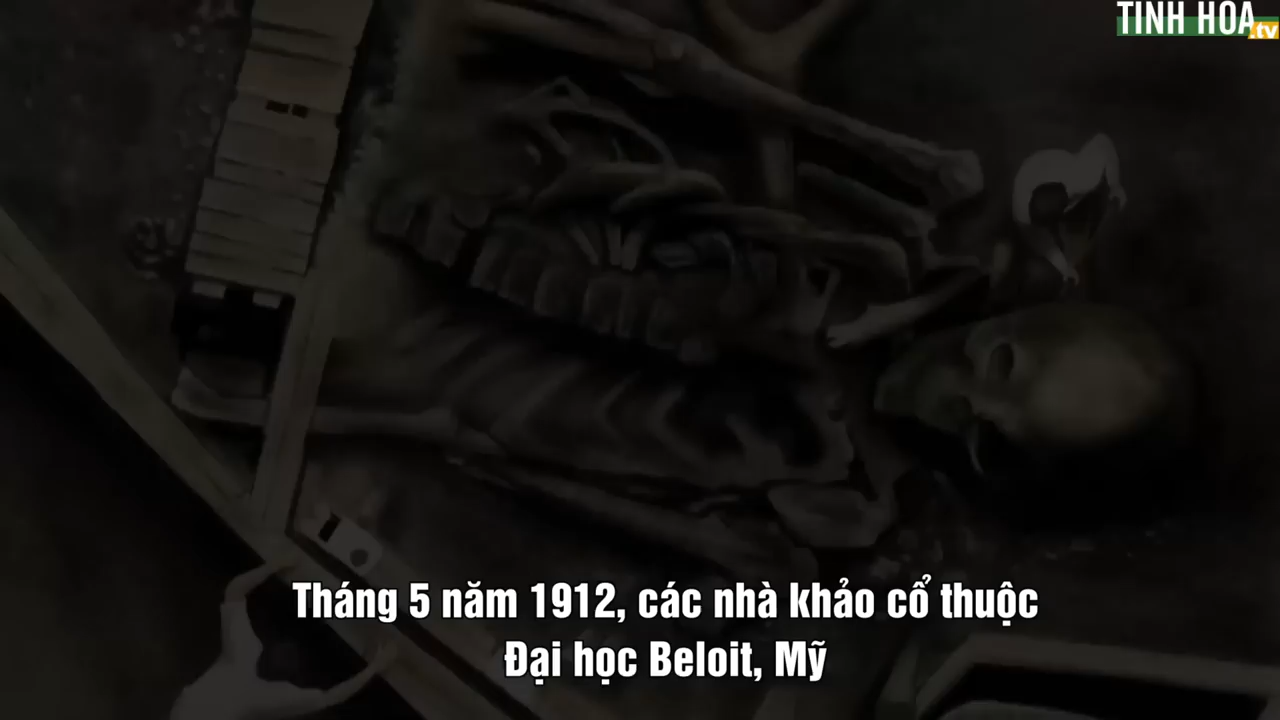 TINH HOA
.tv
Tháng 5 năm 1912, các nhà khảo cổ thuộc
Đại học Beloit, Mỹ